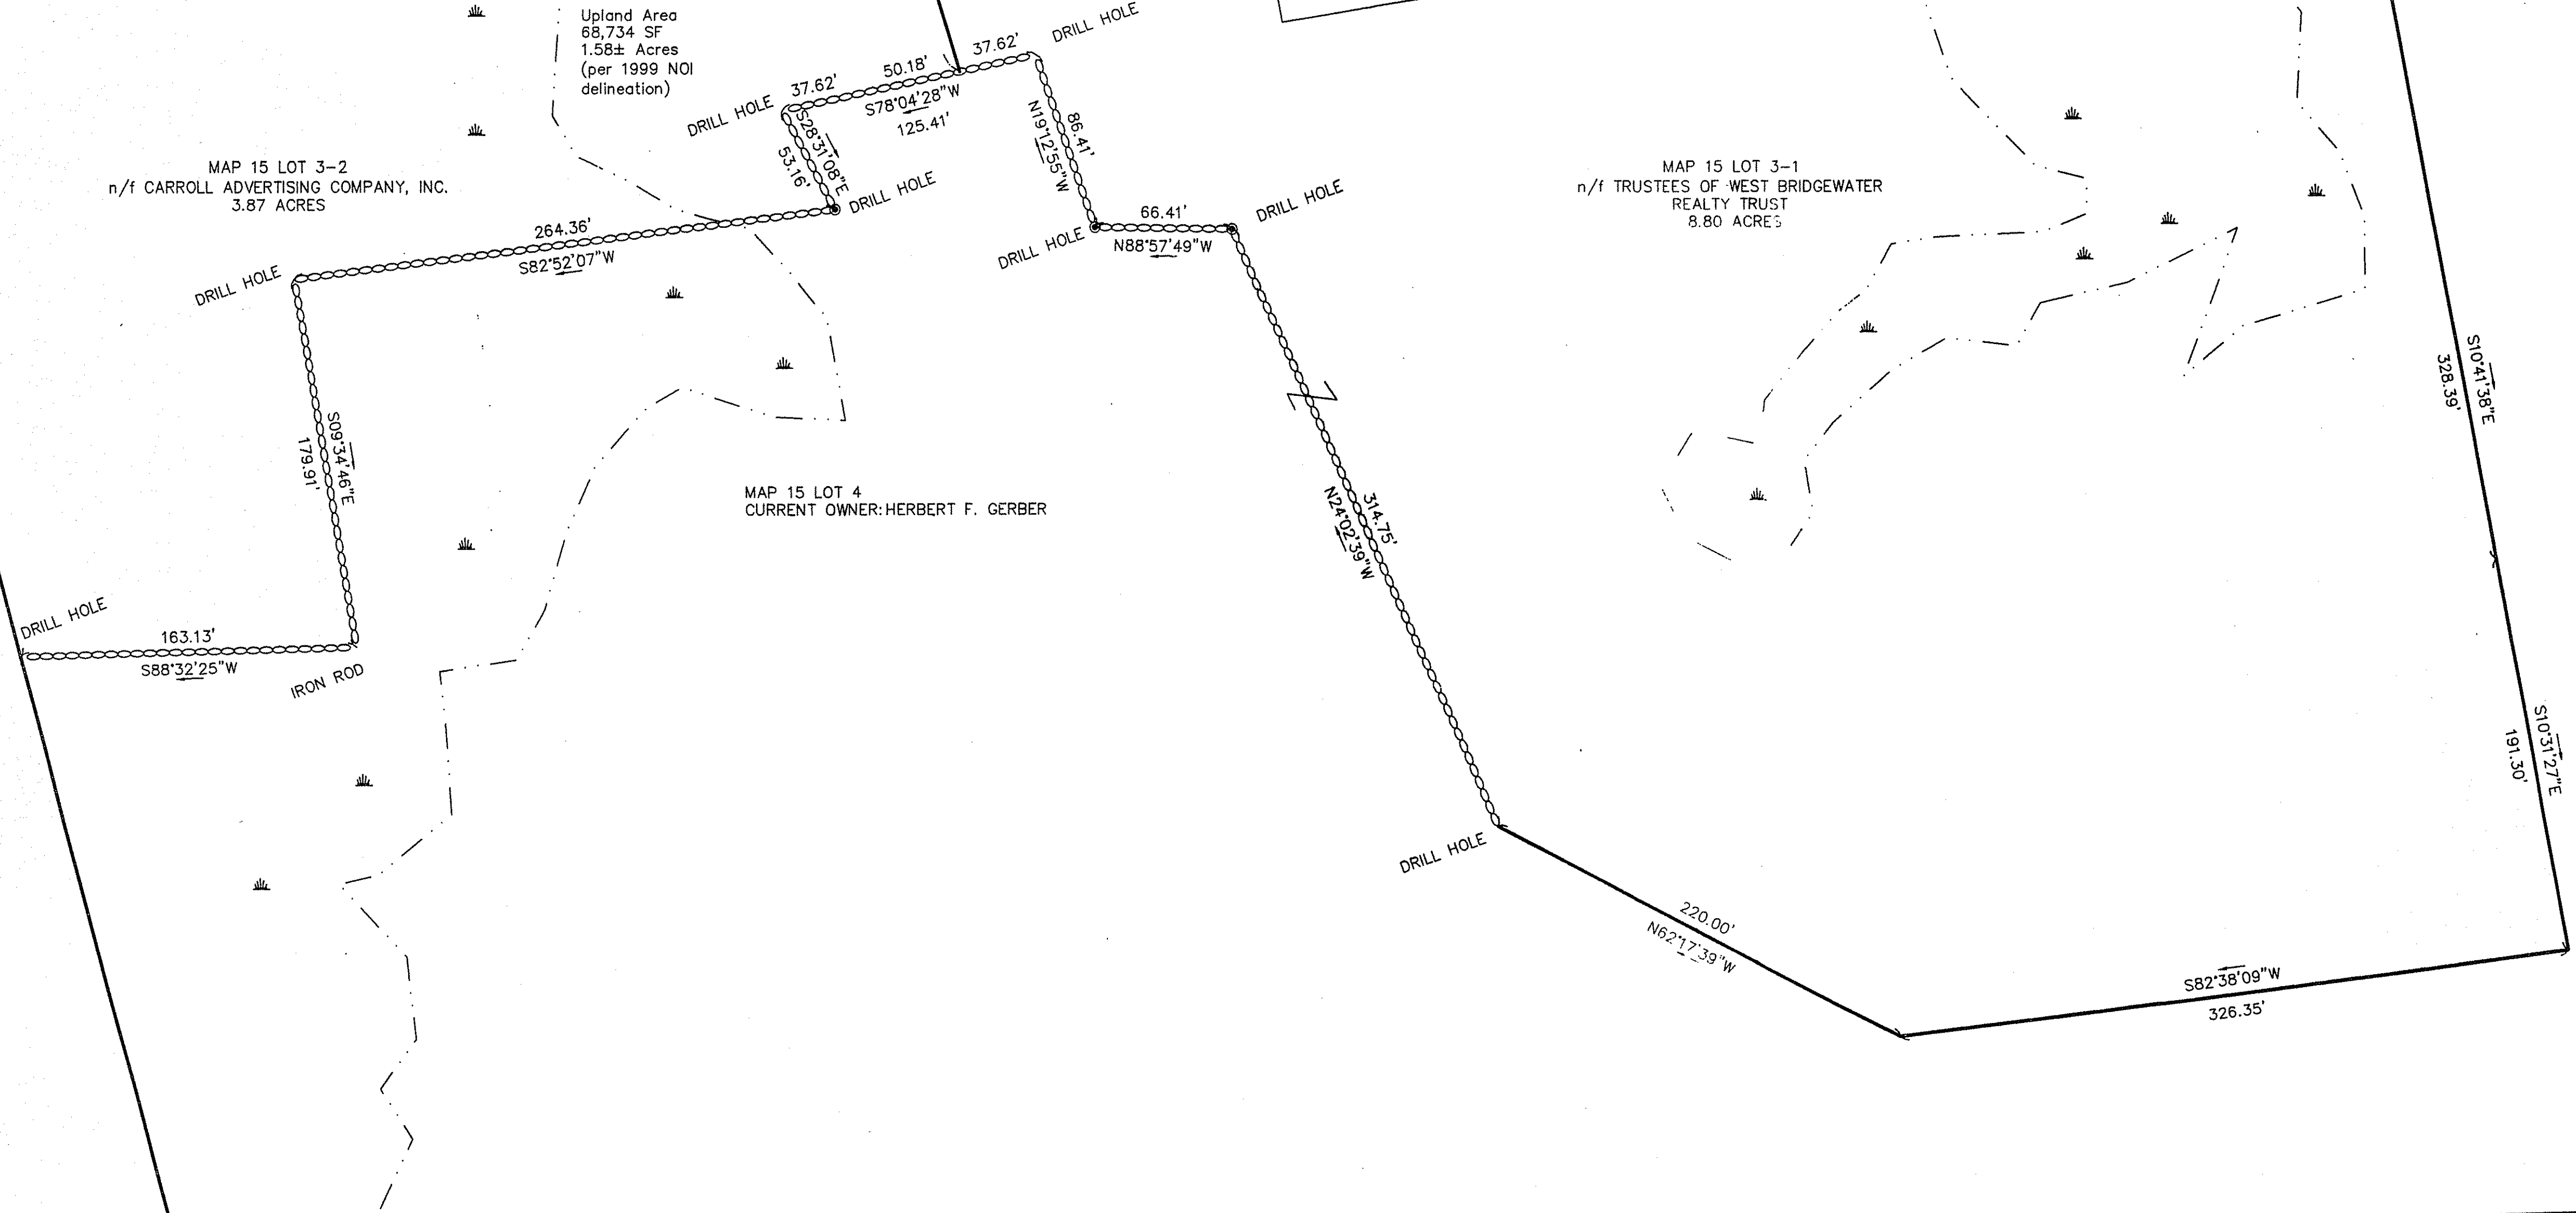 Upland Area
68,734 SF
1.58± Acres
(per 1999 NOI
delineation)
37.62'
50.18'
37.62'
DRILL HOLE
DRILL HOLE
S78°04'28"W
125.41'
S28°31'08"E
53.16'
DRILL HOLE
N19°12'55"W
86.41'
MAP 15 LOT 3-2
n/f CARROLL ADVERTISING COMPANY, INC.
3.87 ACRES
MAP 15 LOT 3-1
n/f TRUSTEES OF WEST BRIDGEWATER
REALTY TRUST
8.80 ACRES
264.36'
S82°52'07"W
DRILL HOLE
66.41'
N88°57'49"W
DRILL HOLE
DRILL HOLE
S09°34'46"E
179.91'
S10°41'38"E
328.39'
MAP 15 LOT 4
CURRENT OWNER: HERBERT F. GERBER
314.75'
N24°02'39"W
DRILL HOLE
163.13'
S88°32'25"W
IRON ROD
S10°31'27"E
191.30'
DRILL HOLE
220.00'
N62°17'39"W
S82°38'09"W
326.35'